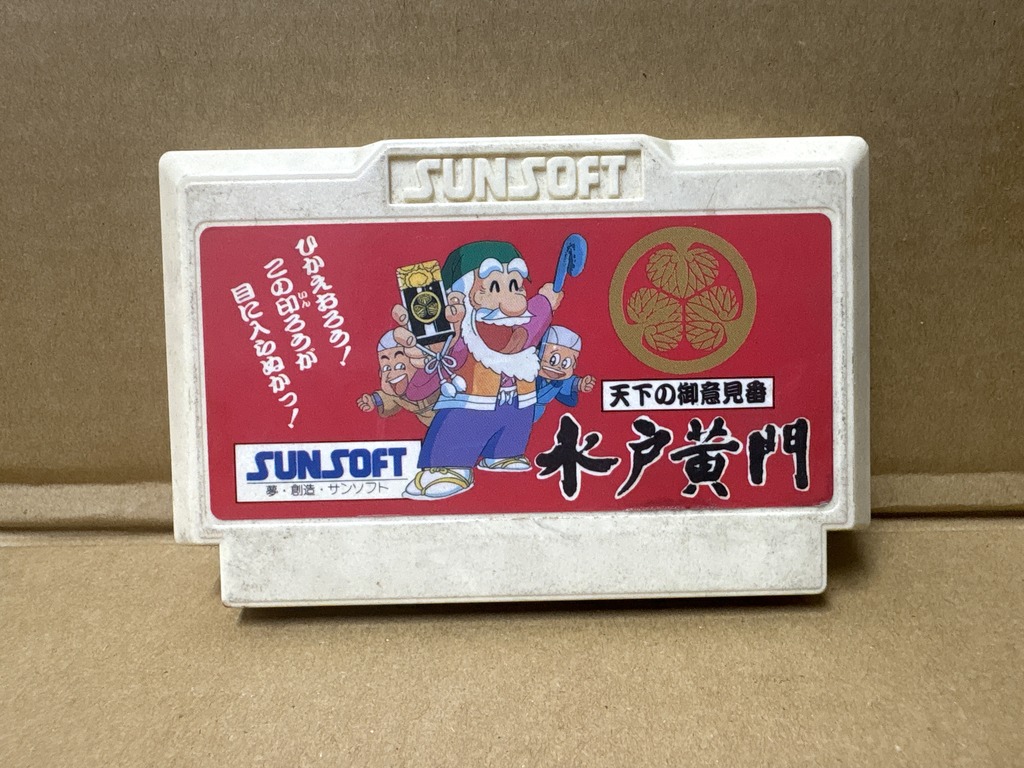 SUNSOFT
ひかえおろう!
この印ろうが
いん
目に入らぬかっ!
天下の御意見番
水戸黄門
SUNSOFT
夢・創造・サンソフト